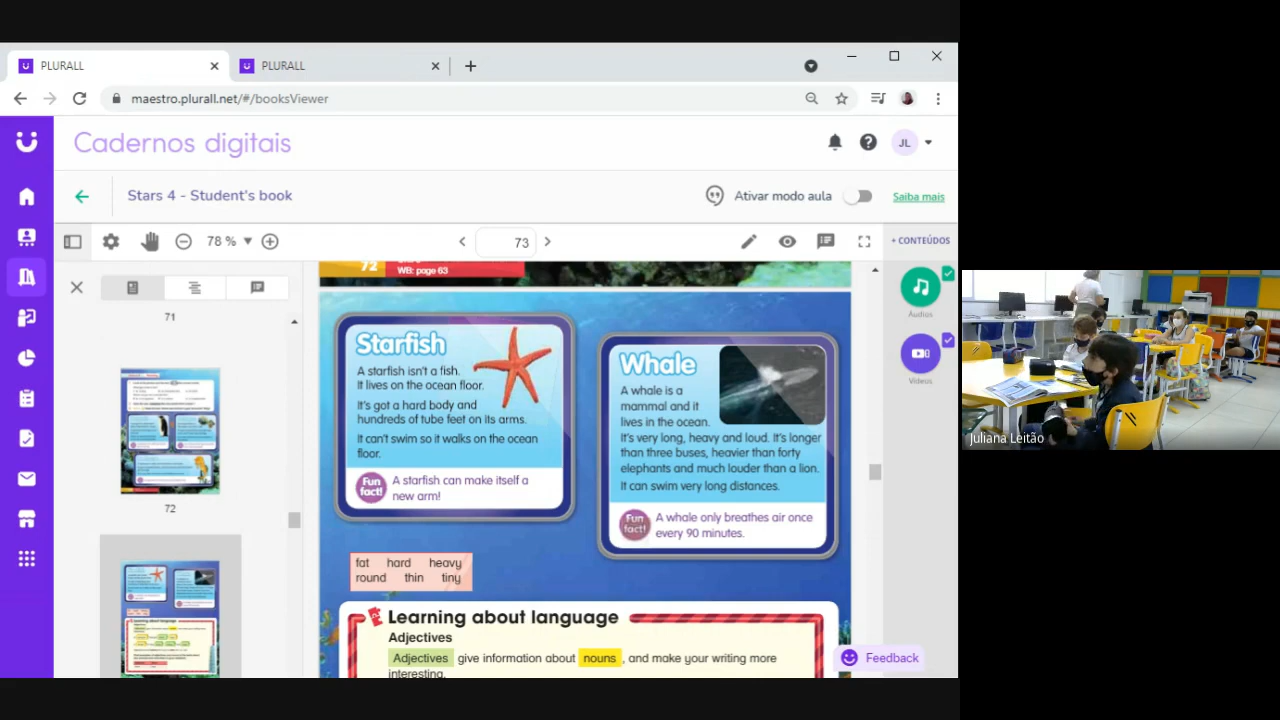 PLURALL
PLURALL
maestro.plurall.net/#/booksViewer
Cadernos digitais
JL
Stars 4 - Student's book
Ativar modo aula
Saiba mais
78 %
73
+ CONTEÚDOS
72
WB: page 63
71
72
Áudios
Vídeos
Starfish
A starfish isn't a fish.
It lives on the ocean floor.
It's got a hard body and
hundreds of tube feet on its arms.
It can't swim so it walks on the ocean
floor.
Fun
fact!
A starfish can make itself a
new arm!
Whale
A whale is a
mammal and it
lives in the ocean.
It's very long, heavy and loud. It's longer
than three buses, heavier than forty
elephants and much louder than a lion.
It can swim very long distances.
Fun
fact!
A whale only breathes air once
every 90 minutes.
fat hard heavy
round thin tiny
Learning about language
Adjectives
Adjectives give information about nouns, and make your writing more
interesting.
Feedback
Juliana Leitão